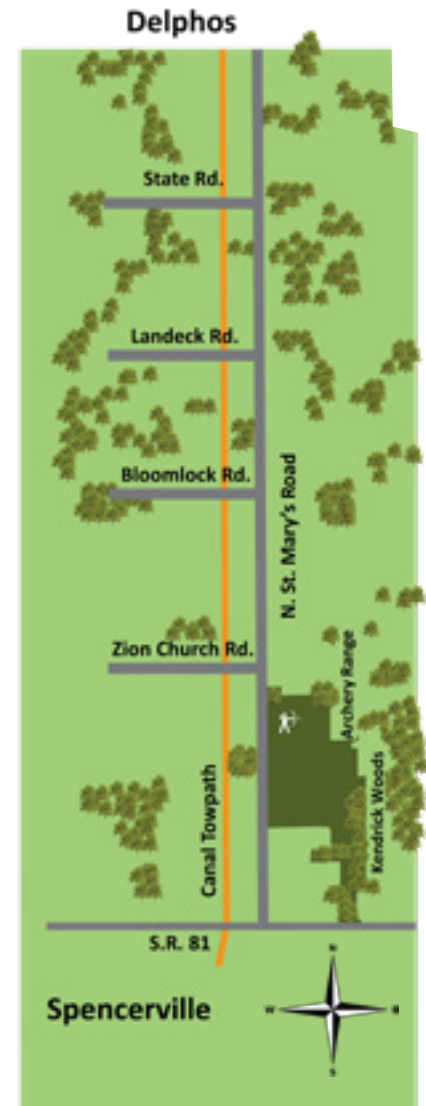 Delphos
State Rd.
Landeck Rd.
Bloomlock Rd.
N. St. Mary's Road
Zion Church Rd.
Archery Range
Canal Towpath
Kendrick Woods
S.R. 81
Spencerville
N
W
S